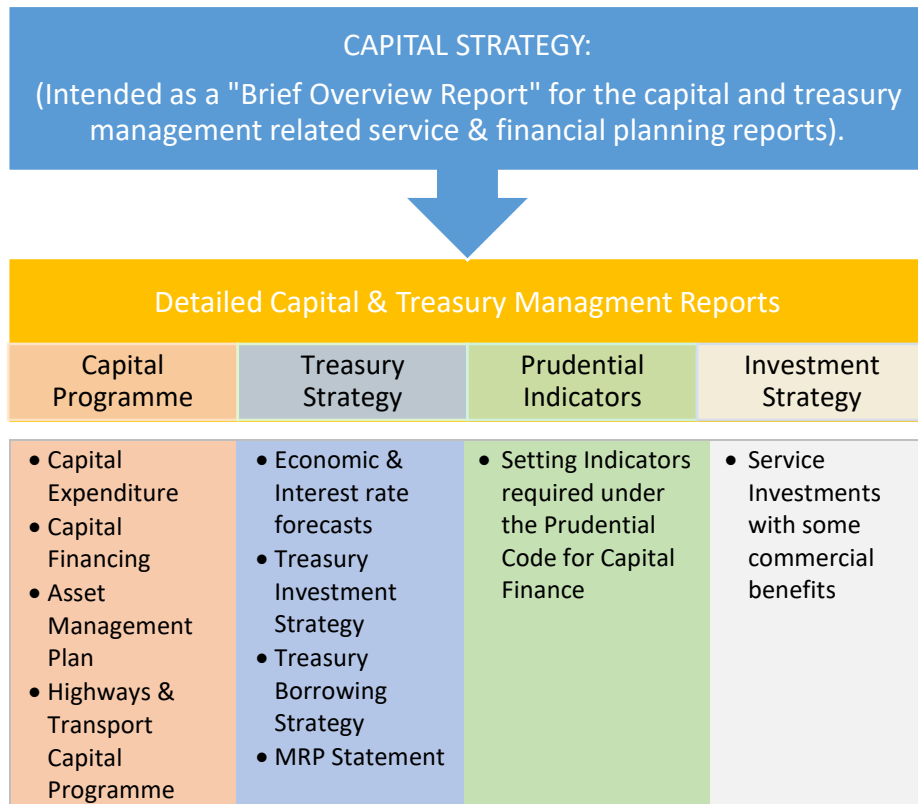 CAPITAL STRATEGY:
(Intended as a "Brief Overview Report" for the capital and treasury
management related service & financial planning reports).
Detailed Capital & Treasury Managment Reports
Capital
Programme
Treasury
Strategy
Prudential
Indicators
Investment
Strategy
• Capital
Expenditure
• Capital
Financing
• Asset
Management
Plan
• Highways &
Transport
Capital
Programme
• Economic &
Interest rate
forecasts
• Treasury
Investment
Strategy
• Treasury
Borrowing
Strategy
• MRP Statement
• Setting Indicators
required under
the Prudential
Code for Capital
Finance
• Service
Investments
with some
commercial
benefits